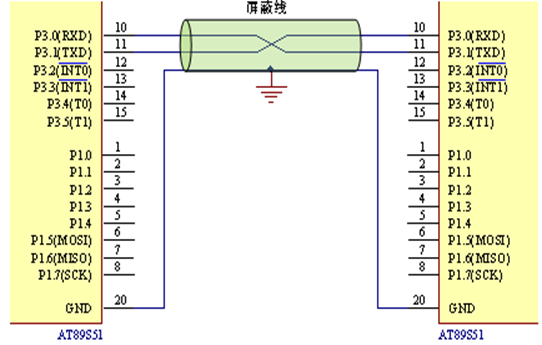 屏蔽线
P3.0(RXD) 10
P3.1(TXD) 11
P3.2(INT0) 12
P3.3(INT1) 13
P3.4(T0) 14
P3.5(T1) 15
P1.0 1
P1.1 2
P1.2 3
P1.3 4
P1.4 5
P1.5(MOSI) 6
P1.6(MISO) 7
P1.7(SCK) 8
GND 20
AT89S51
10 P3.0(RXD)
11 P3.1(TXD)
12 P3.2(INT0)
13 P3.3(INT1)
14 P3.4(T0)
15 P3.5(T1)
1 P1.0
2 P1.1
3 P1.2
4 P1.3
5 P1.4
6 P1.5(MOSI)
7 P1.6(MISO)
8 P1.7(SCK)
20 GND
AT89S51